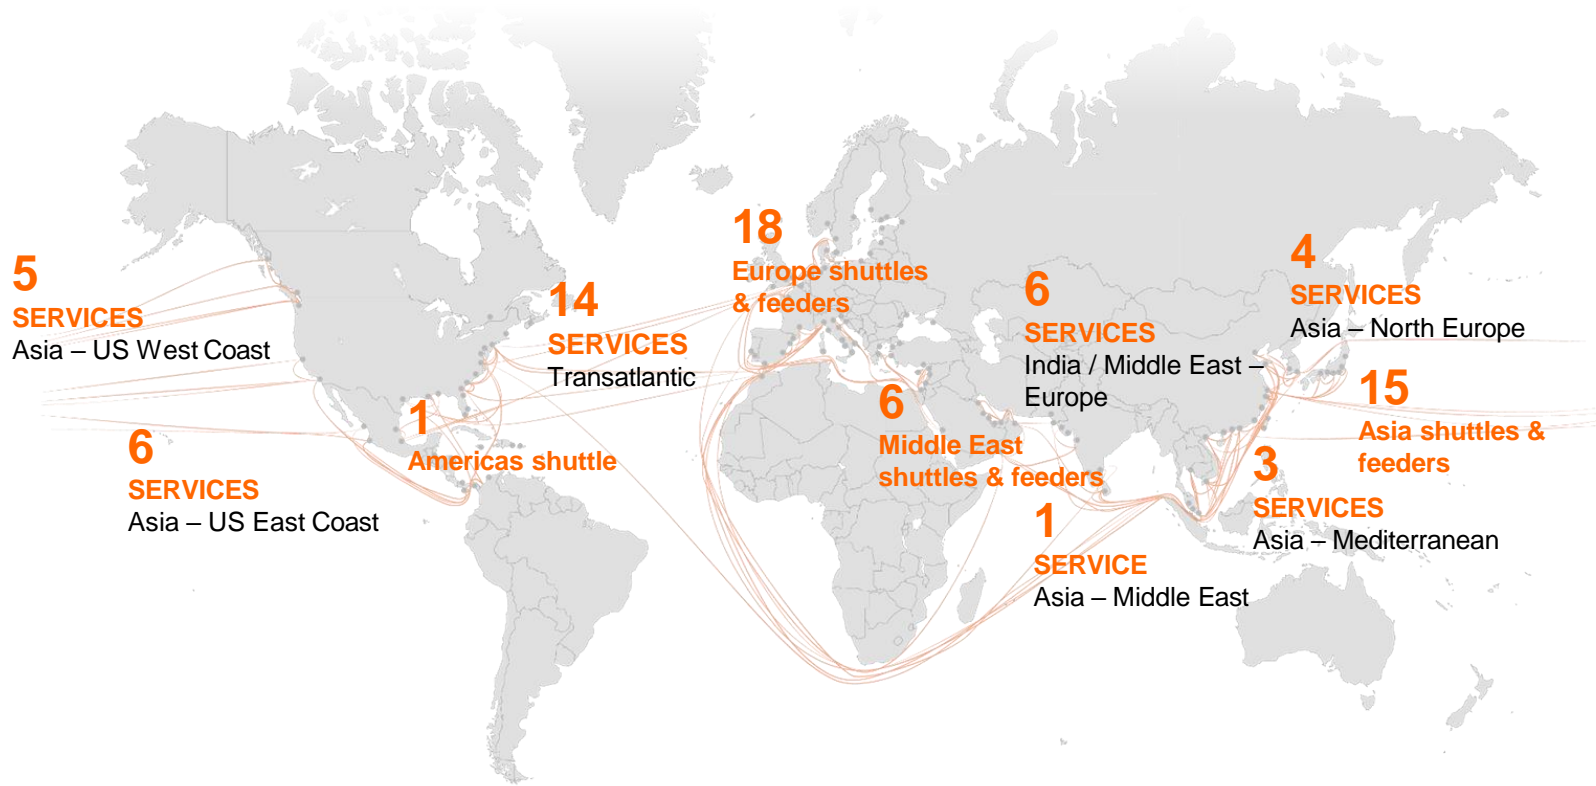 5
SERVICES
Asia – US West Coast
6
SERVICES
Asia – US East Coast
1
Americas shuttle
14
SERVICES
Transatlantic
18
Europe shuttles
& feeders
6
Middle East
shuttles & feeders
6
SERVICES
India / Middle East –
Europe
1
SERVICE
Asia – Middle East
4
SERVICES
Asia – North Europe
15
Asia shuttles &
feeders
3
SERVICES
Asia – Mediterranean